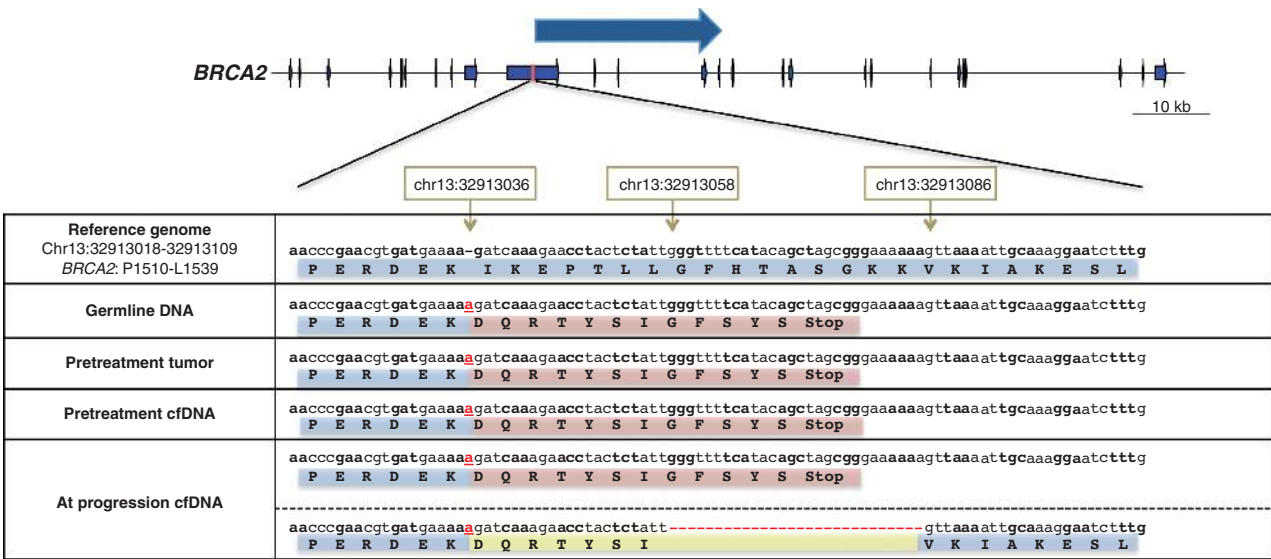 BRCA2
10 kb
chr13:32913036
chr13:32913058
chr13:32913086
Reference genome
Chr13:32913018-32913109
BRCA2: P1510-L1539
aacccgaacgtgatgaaaa–gatcaaagaacctactctattgggttttcatacagctagcgggaaaaaagttaaaattgcaaaggaatctttg
P E R D E K I K E P T L L G F H T A S G K K V K I A K E S L
Germline DNA
aacccgaacgtgatgaaaaagatcaaagaacctactctattgggttttcatacagctagcgggaaaaaagttaaaattgcaaaggaatctttg
P E R D E K D Q R T Y S I G F S Y S Stop
Pretreatment tumor
aacccgaacgtgatgaaaaagatcaaagaacctactctattgggttttcatacagctagcgggaaaaaagttaaaattgcaaaggaatctttg
P E R D E K D Q R T Y S I G F S Y S Stop
Pretreatment cfDNA
aacccgaacgtgatgaaaaagatcaaagaacctactctattgggttttcatacagctagcgggaaaaaagttaaaattgcaaaggaatctttg
P E R D E K D Q R T Y S I G F S Y S Stop
At progression cfDNA
aacccgaacgtgatgaaaaagatcaaagaacctactctattgggttttcatacagctagcgggaaaaaagttaaaattgcaaaggaatctttg
P E R D E K D Q R T Y S I G F S Y S Stop
aacccgaacgtgatgaaaaagatcaaagaacctactctatt----------------------------gttaaaattgcaaaggaatctttg
P E R D E K D Q R T Y S I V K I A K E S L